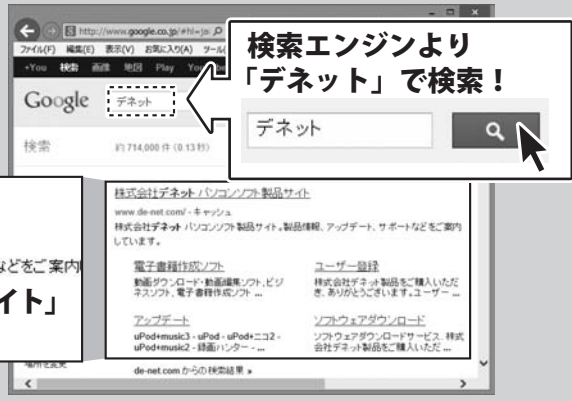 http://www.google.co.jp/#hl=ja
ファイル(F) 編集(E) 表示(V) お気に入り(A) ツール(
+You 検索 画像 地図 Play You
検索エンジンより
「デネット」で検索！
デネット
Google デネット
検索 約 714,000 件 (0.13 秒)
株式会社デネット パソコンソフト製品サイト
www.de-net.com/ - キャッシュ
株式会社デネット パソコンソフト製品サイト。製品情報、アップデート、サポートなどをご案内
しています。
などをご案内
イト」
電子書籍作成ソフト
動画ダウンロード・動画編集ソフト、ビジ
ネスソフト、電子書籍作成ソフト ...
ユーザー登録
株式会社デネット製品をご購入いただ
き、ありがとうございます。ユーザー ...
アップデート
uPod+music3 - uPod - uPod+ニコ2 -
uPod+music2 - 録画ハンター - ...
ソフトウェアダウンロード
ソフトウェアダウンロードサービス. 株式
会社デネット製品をご購入いただ ...
場所を変更
de-net.com からの検索結果 »